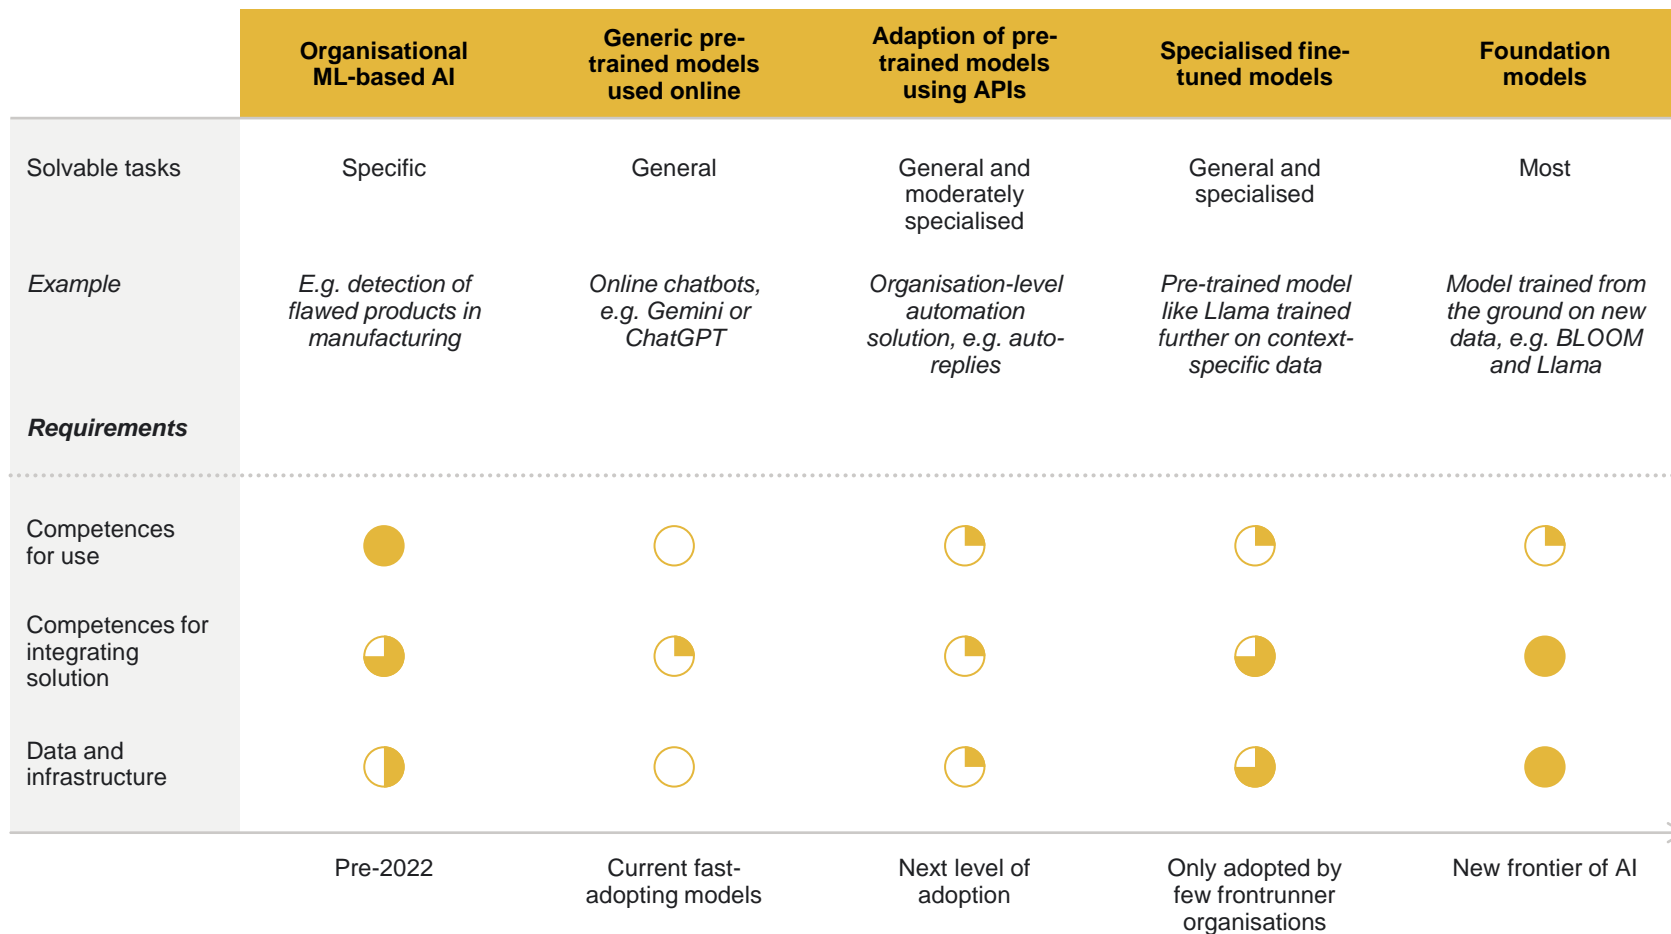 Organisational
ML-based AI
Generic pre-
trained models
used online
Adaption of pre-
trained models
using APIs
Specialised fine-
tuned models
Foundation
models
Solvable tasks
Specific
General
General and
moderately
specialised
General and
specialised
Most
Example
E.g. detection of
flawed products in
manufacturing
Online chatbots,
e.g. Gemini or
ChatGPT
Organisation-level
automation
solution, e.g. auto-
replies
Pre-trained model
like Llama trained
further on context-
specific data
Model trained from
the ground on new
data, e.g. BLOOM
and Llama
Requirements
Competences
for use
Competences for
integrating
solution
Data and
infrastructure
Pre-2022
Current fast-
adopting models
Next level of
adoption
Only adopted by
few frontrunner
organisations
New frontier of AI